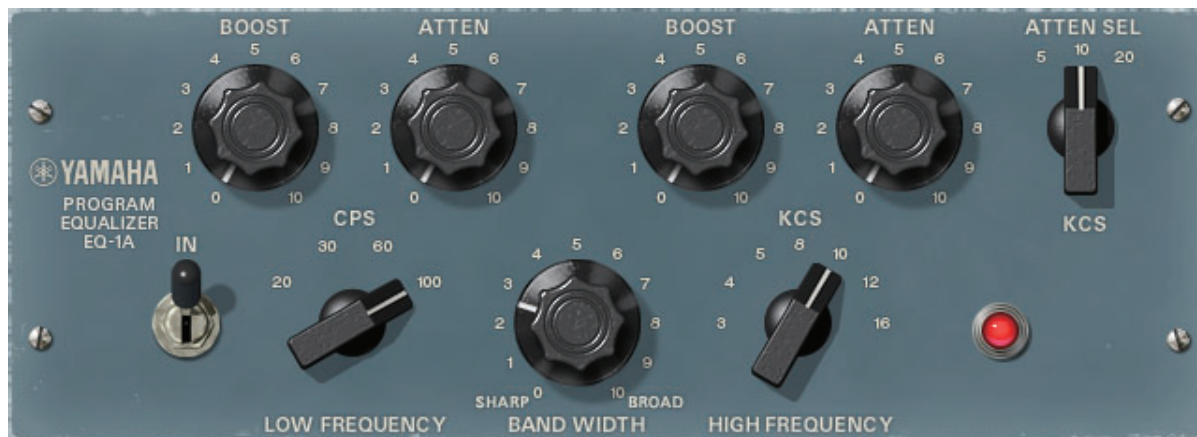 BOOST ATTEN BOOST ATTEN ATTEN SEL
0 1 2 3 4 5 6 7 8 9 10
0 1 2 3 4 5 6 7 8 9 10
0 1 2 3 4 5 6 7 8 9 10
0 1 2 3 4 5 6 7 8 9 10
5 10 20
KCS
YAMAHA
PROGRAM
EQUALIZER
EQ-1A
IN
CPS
20 30 60 100
LOW FREQUENCY
0 1 2 3 4 5 6 7 8 9 10
SHARP BROAD
BAND WIDTH
KCS
3 4 5 8 10 12 16
HIGH FREQUENCY